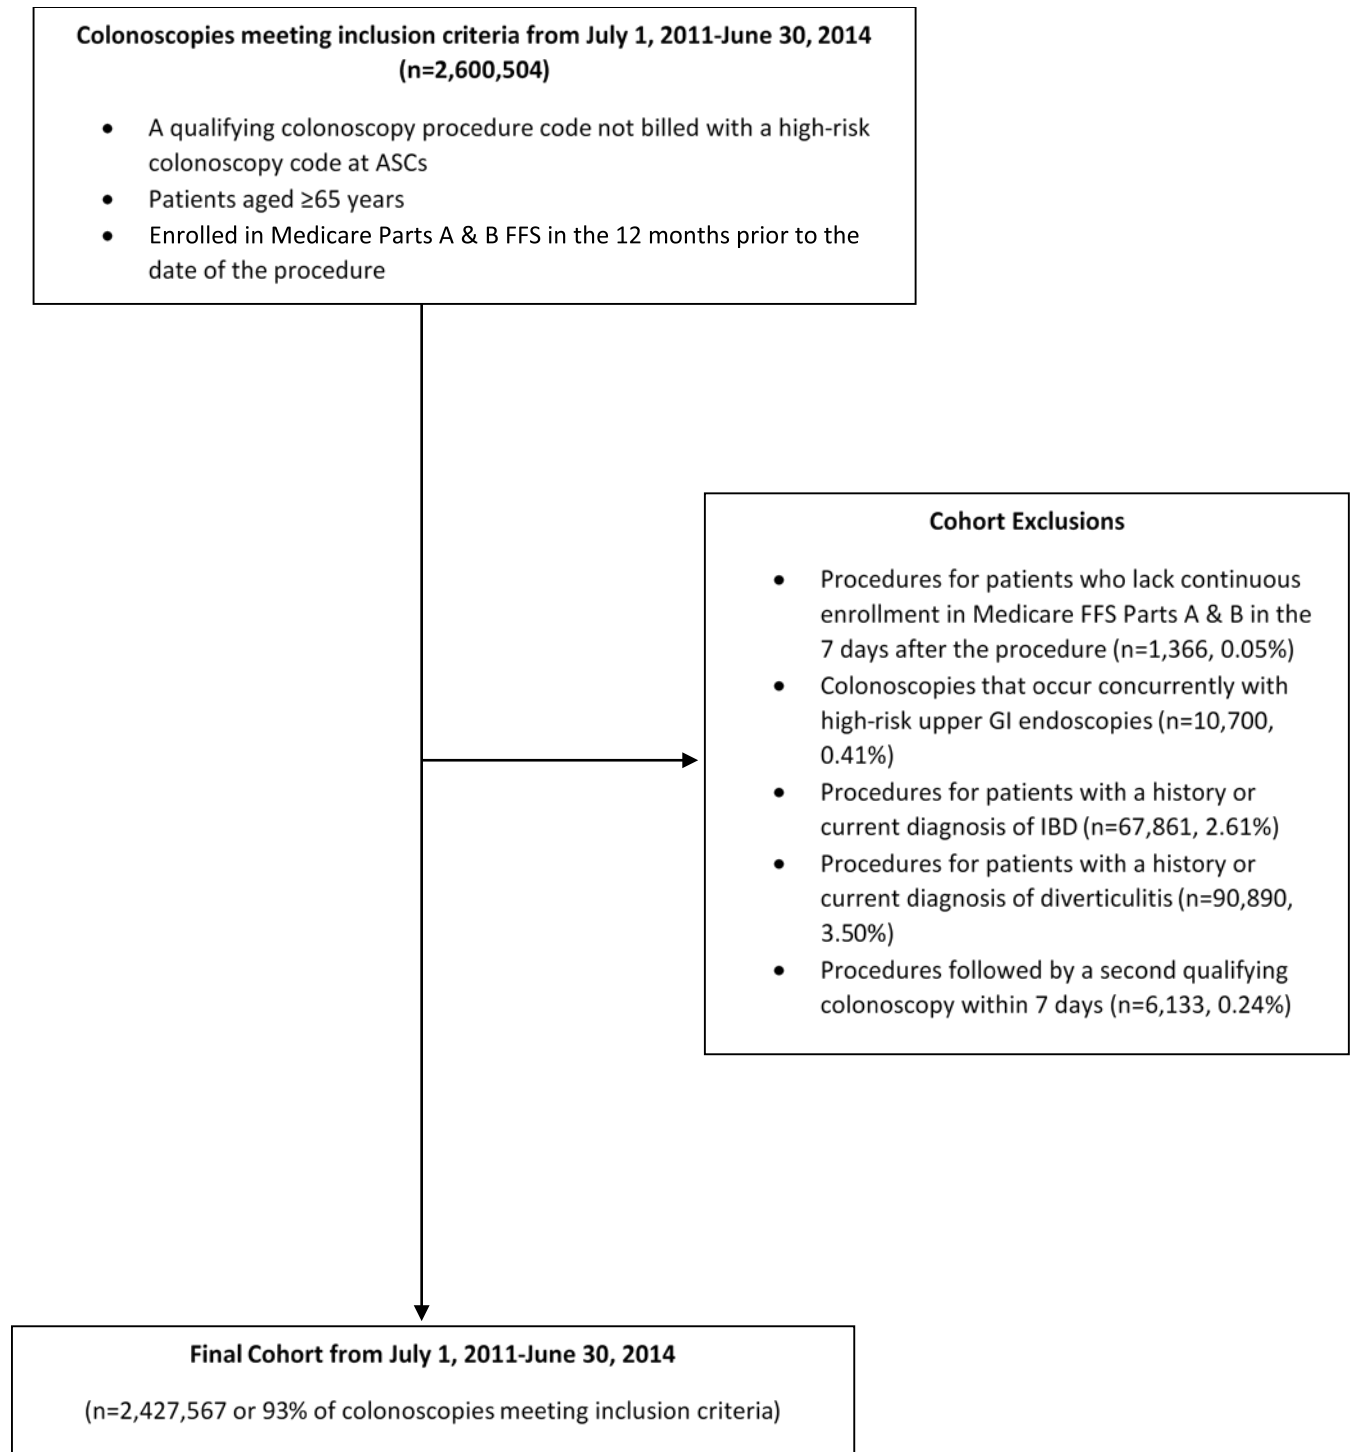 Colonoscopies meeting inclusion criteria from July 1, 2011-June 30, 2014
(n=2,600,504)
• A qualifying colonoscopy procedure code not billed with a high-risk
colonoscopy code at ASCs
• Patients aged ≥65 years
• Enrolled in Medicare Parts A & B FFS in the 12 months prior to the
date of the procedure
Cohort Exclusions
• Procedures for patients who lack continuous
enrollment in Medicare FFS Parts A & B in the
7 days after the procedure (n=1,366, 0.05%)
• Colonoscopies that occur concurrently with
high-risk upper GI endoscopies (n=10,700,
0.41%)
• Procedures for patients with a history or
current diagnosis of IBD (n=67,861, 2.61%)
• Procedures for patients with a history or
current diagnosis of diverticulitis (n=90,890,
3.50%)
• Procedures followed by a second qualifying
colonoscopy within 7 days (n=6,133, 0.24%)
Final Cohort from July 1, 2011-June 30, 2014
(n=2,427,567 or 93% of colonoscopies meeting inclusion criteria)